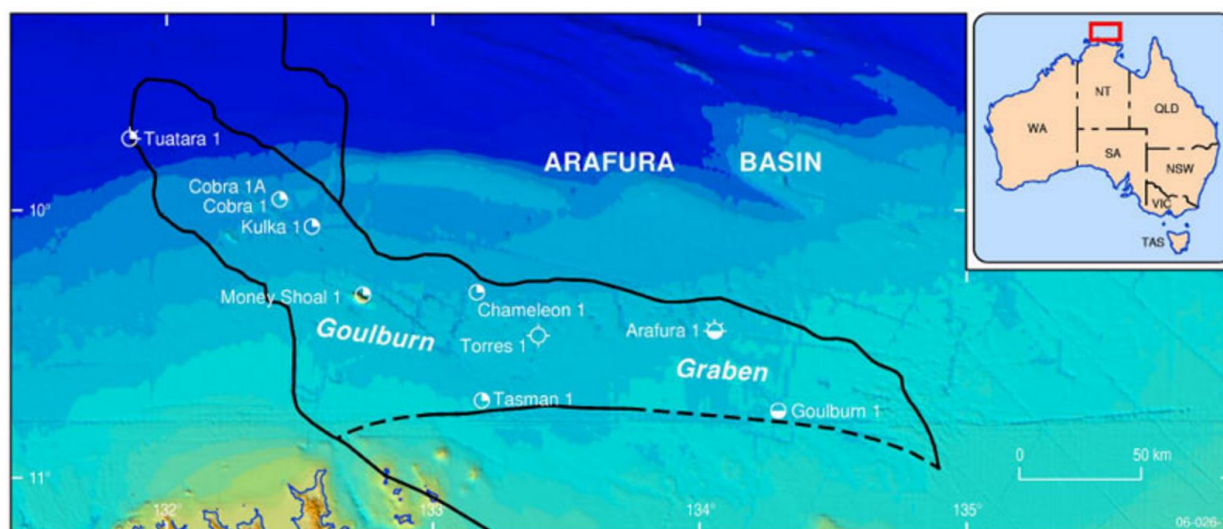 Tuatara 1
ARAFURA BASIN
Cobra 1A
Cobra 1
Kulka 1
10°
Money Shoal 1
Chameleon 1
Goulburn
Torres 1
Arafura 1
Graben
Tasman 1
Goulburn 1
0 50 km
11°
132°
133°
134°
135°
06-026
NT
QLD
WA
SA
NSW
VIC
TAS